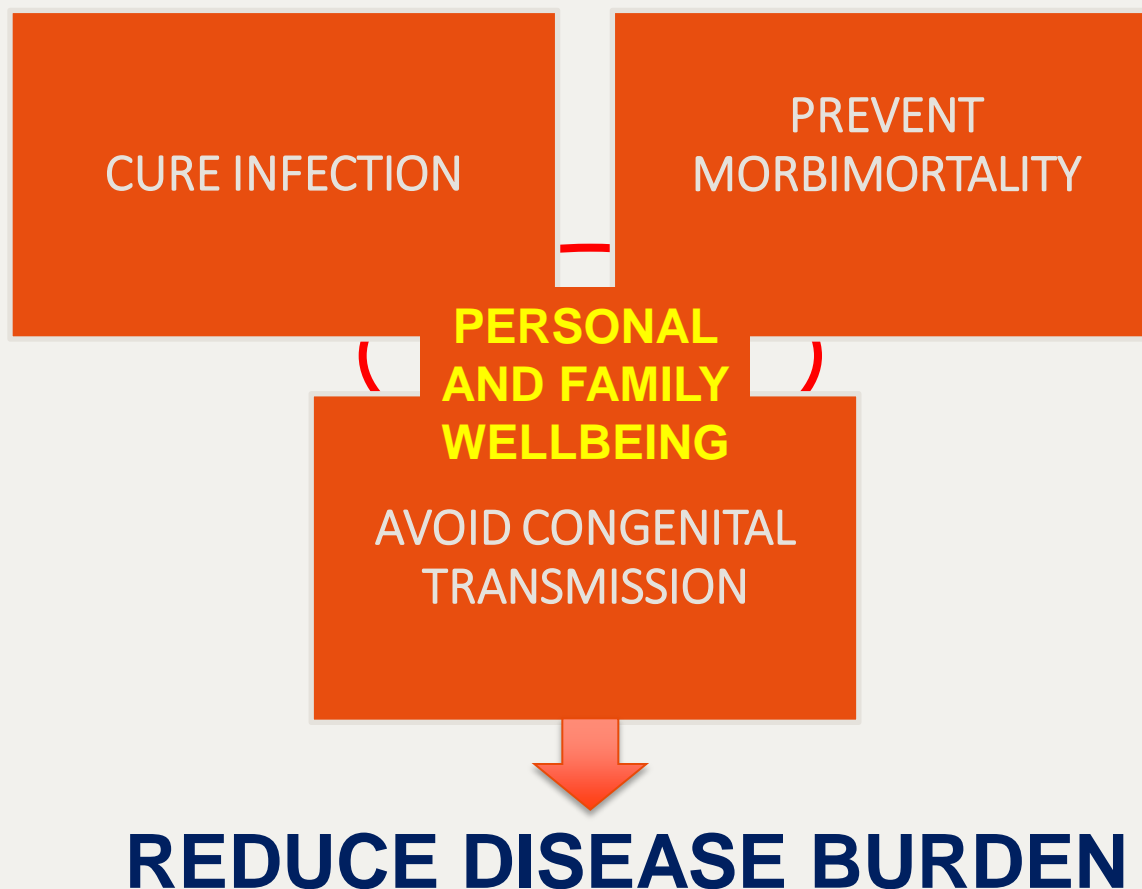 CURE INFECTION
PREVENT
MORBIMORTALITY
PERSONAL
AND FAMILY
WELLBEING
AVOID CONGENITAL
TRANSMISSION
REDUCE DISEASE BURDEN